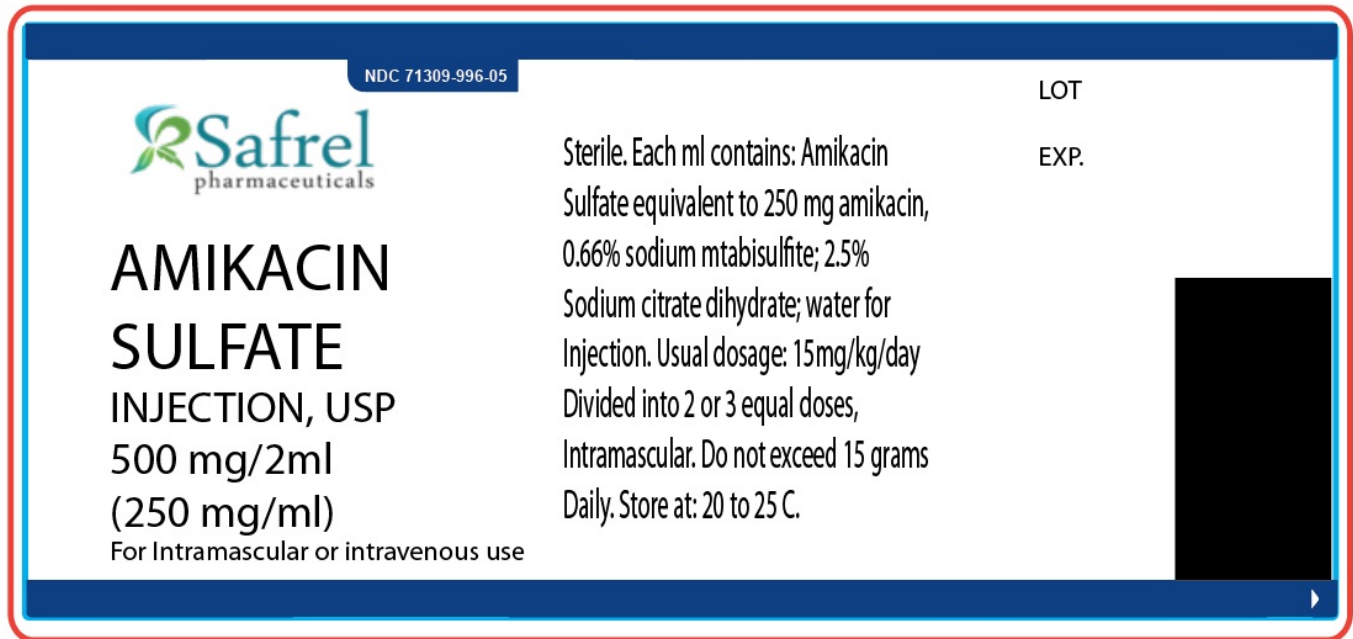 NDC 71309-996-05
Safrel
pharmaceuticals
AMIKACIN
SULFATE
INJECTION, USP
500 mg/2ml
(250 mg/ml)
For Intramascular or intravenous use
Sterile. Each ml contains: Amikacin
Sulfate equivalent to 250 mg amikacin,
0.66% sodium mtabisulfite; 2.5%
Sodium citrate dihydrate; water for
Injection. Usual dosage: 15mg/kg/day
Divided into 2 or 3 equal doses,
Intramascular. Do not exceed 15 grams
Daily. Store at: 20 to 25 C.
LOT
EXP.